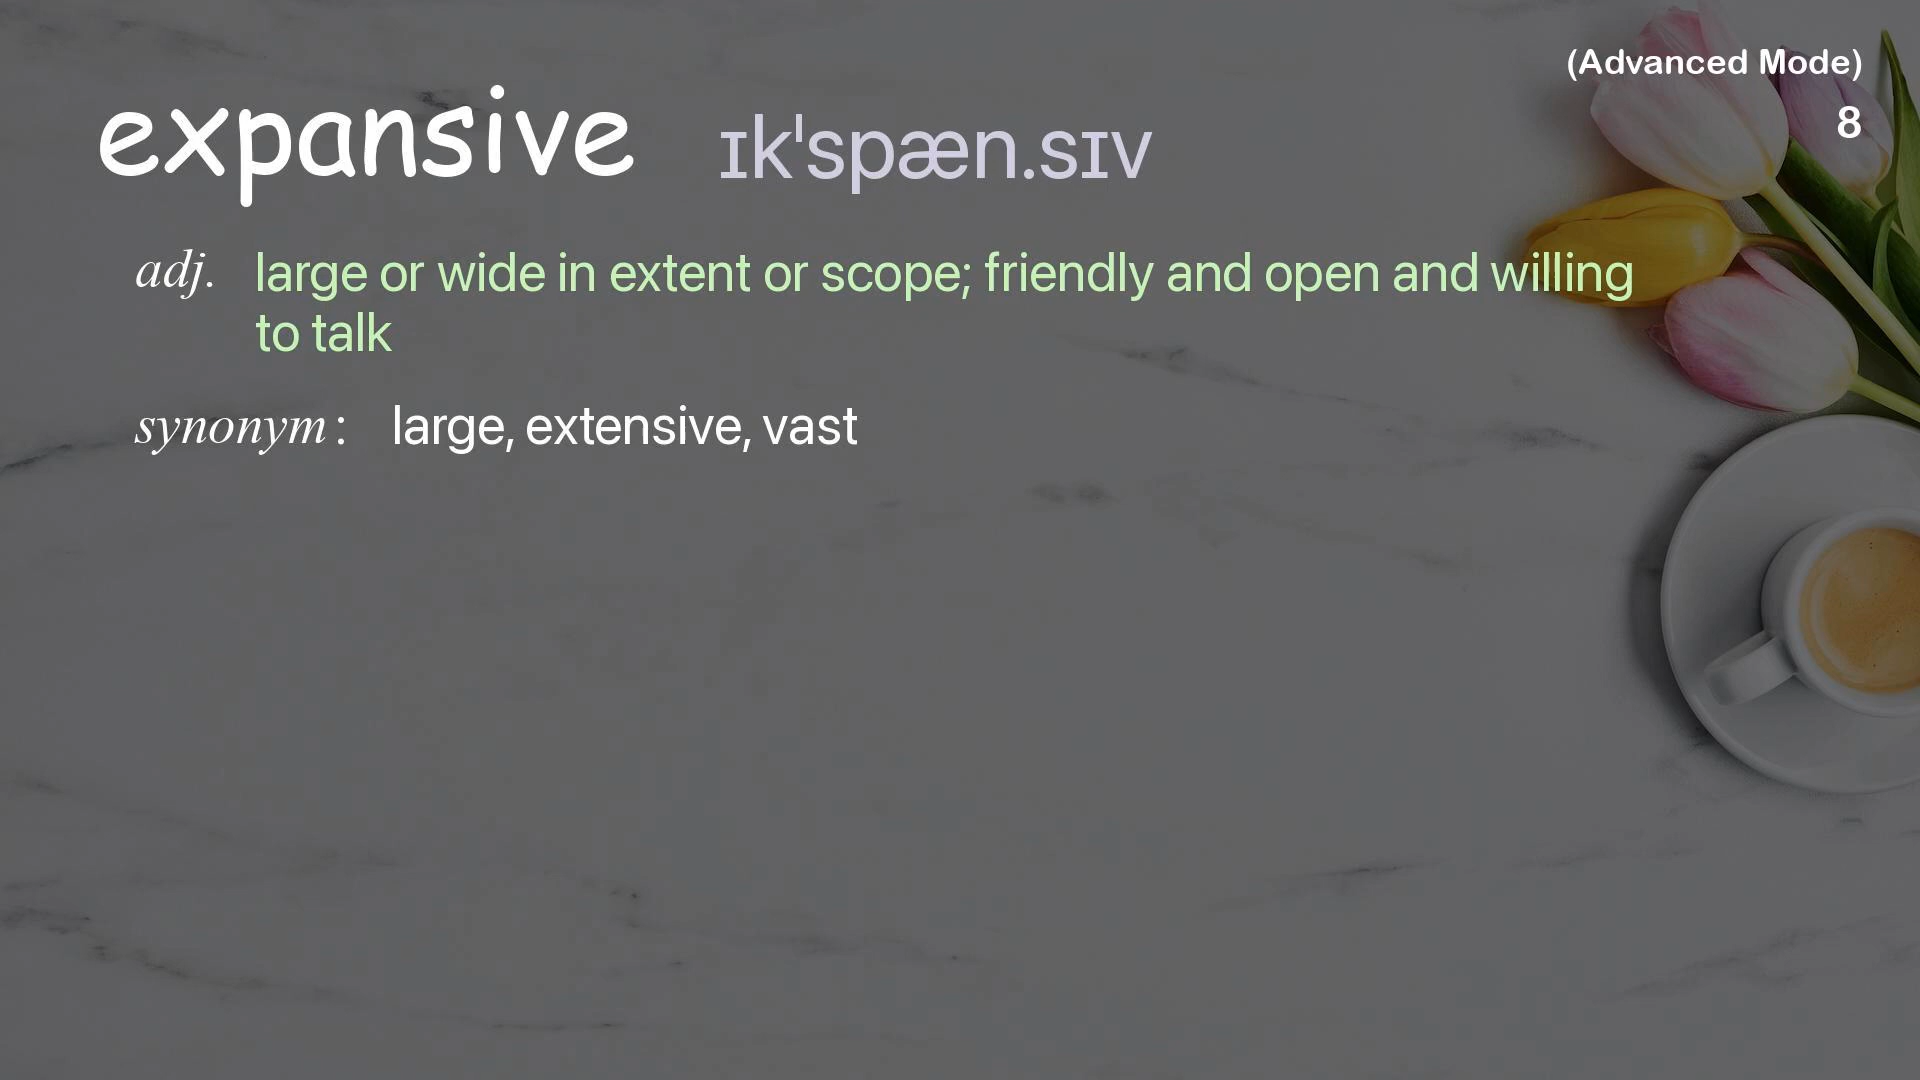 (Advanced Mode)
8
expansive ɪkˈspæn.sɪv
adj. large or wide in extent or scope; friendly and open and willing
to talk
synonym: large, extensive, vast